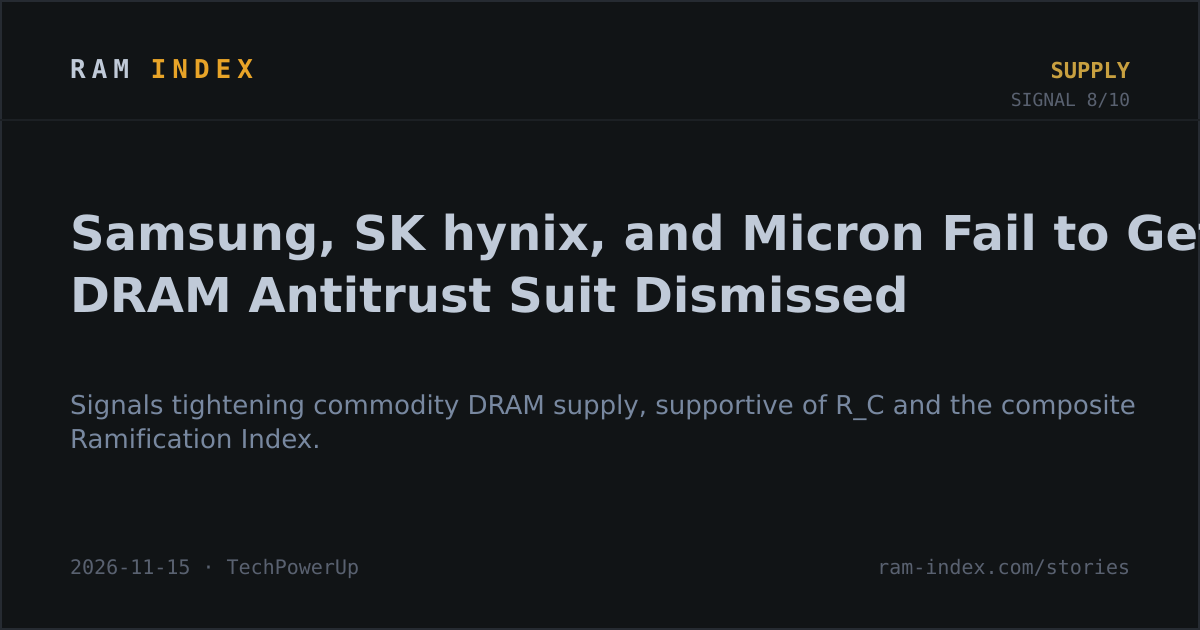 RAM INDEX
SUPPLY
SIGNAL 8/10
Samsung, SK hynix, and Micron Fail to Get
DRAM Antitrust Suit Dismissed
Signals tightening commodity DRAM supply, supportive of R_C and the composite
Ramification Index.
2026-11-15 · TechPowerUp
ram-index.com/stories